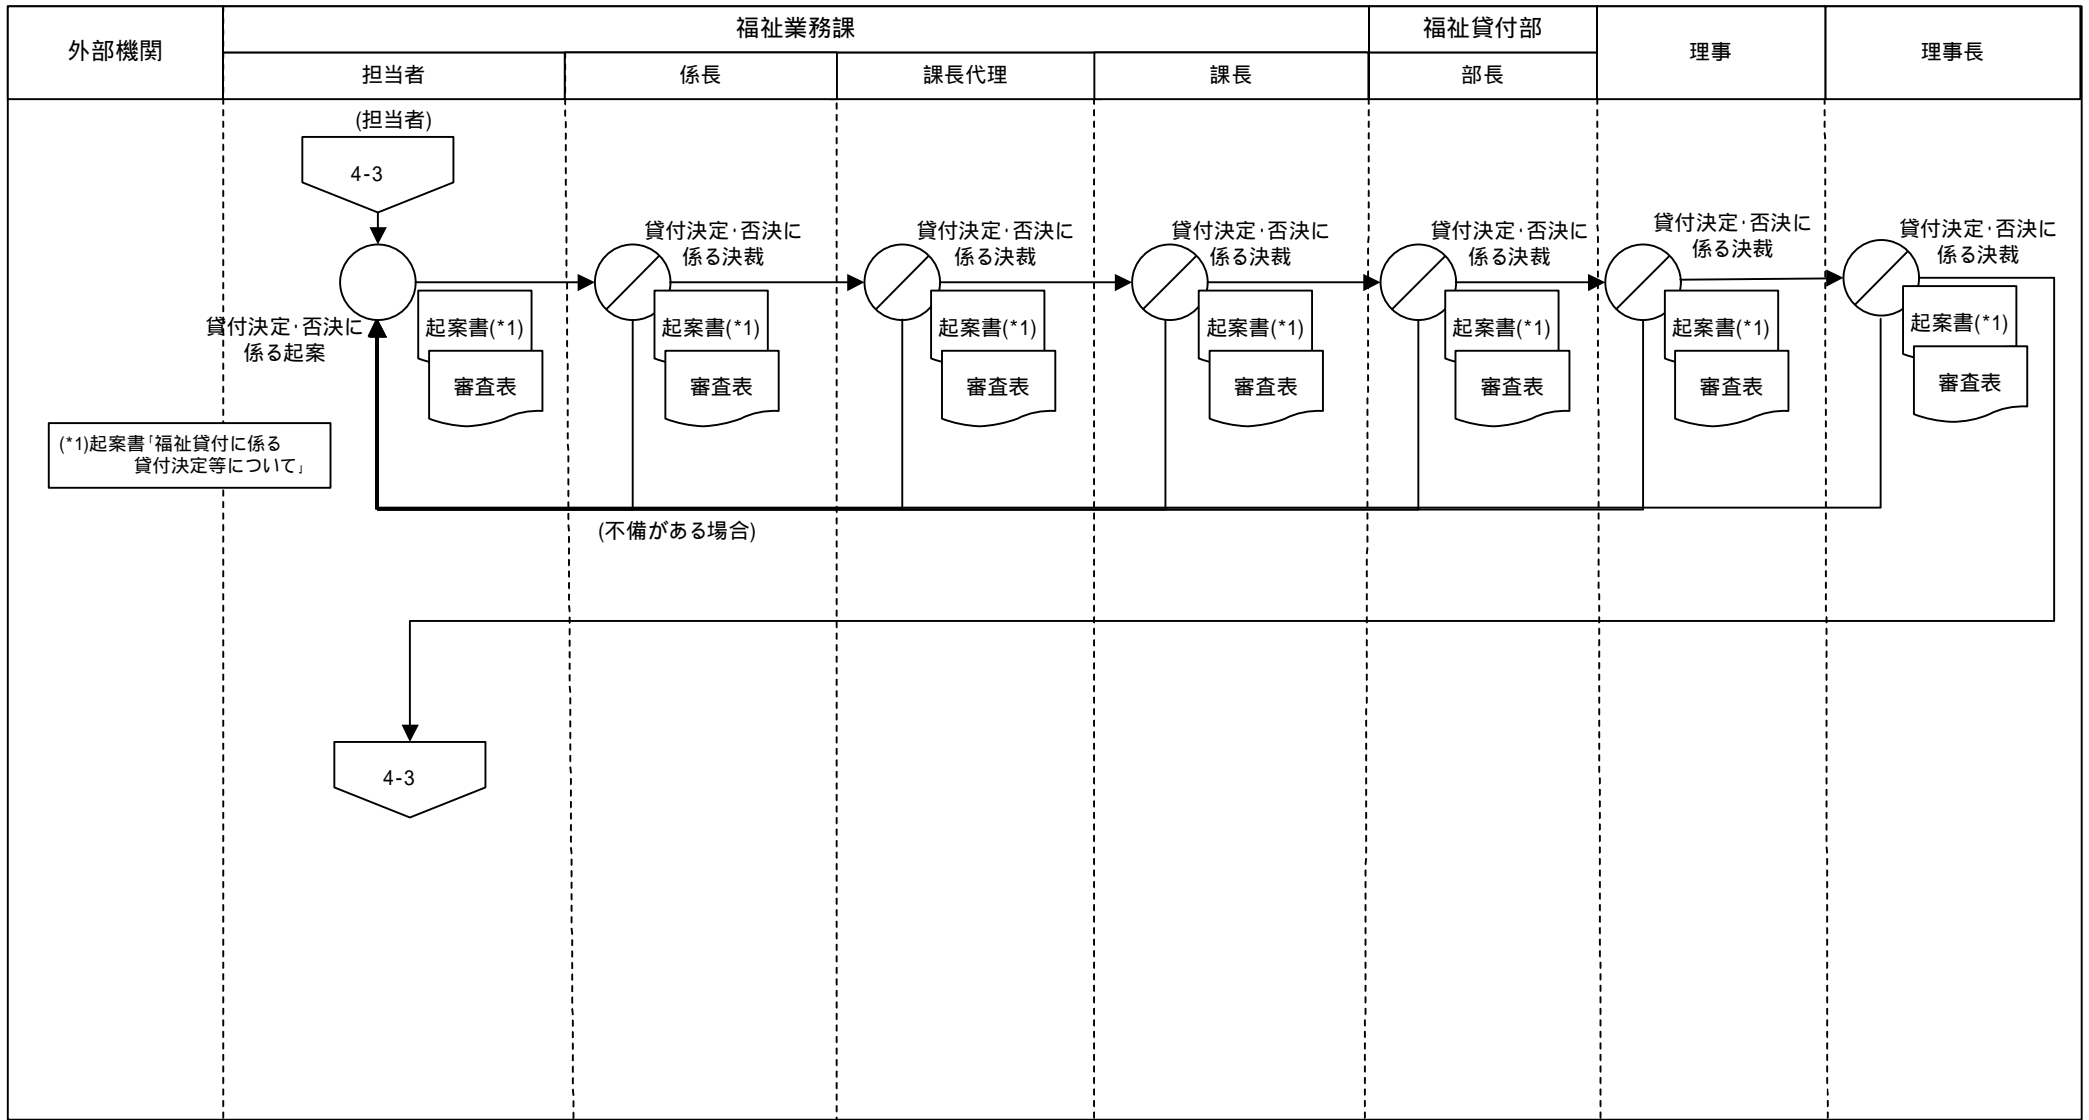 外部機関
福祉業務課
福祉貸付部
理事
理事長
担当者
係長
課長代理
課長
部長
(担当者)
4-3
貸付決定・否決に
係る起案
起案書(*1)
審査表
貸付決定・否決に
係る決裁
起案書(*1)
審査表
貸付決定・否決に
係る決裁
起案書(*1)
審査表
貸付決定・否決に
係る決裁
起案書(*1)
審査表
貸付決定・否決に
係る決裁
起案書(*1)
審査表
貸付決定・否決に
係る決裁
起案書(*1)
審査表
貸付決定・否決に
係る決裁
起案書(*1)
審査表
(*1)起案書「福祉貸付に係る
貸付決定等について」
(不備がある場合)
4-3